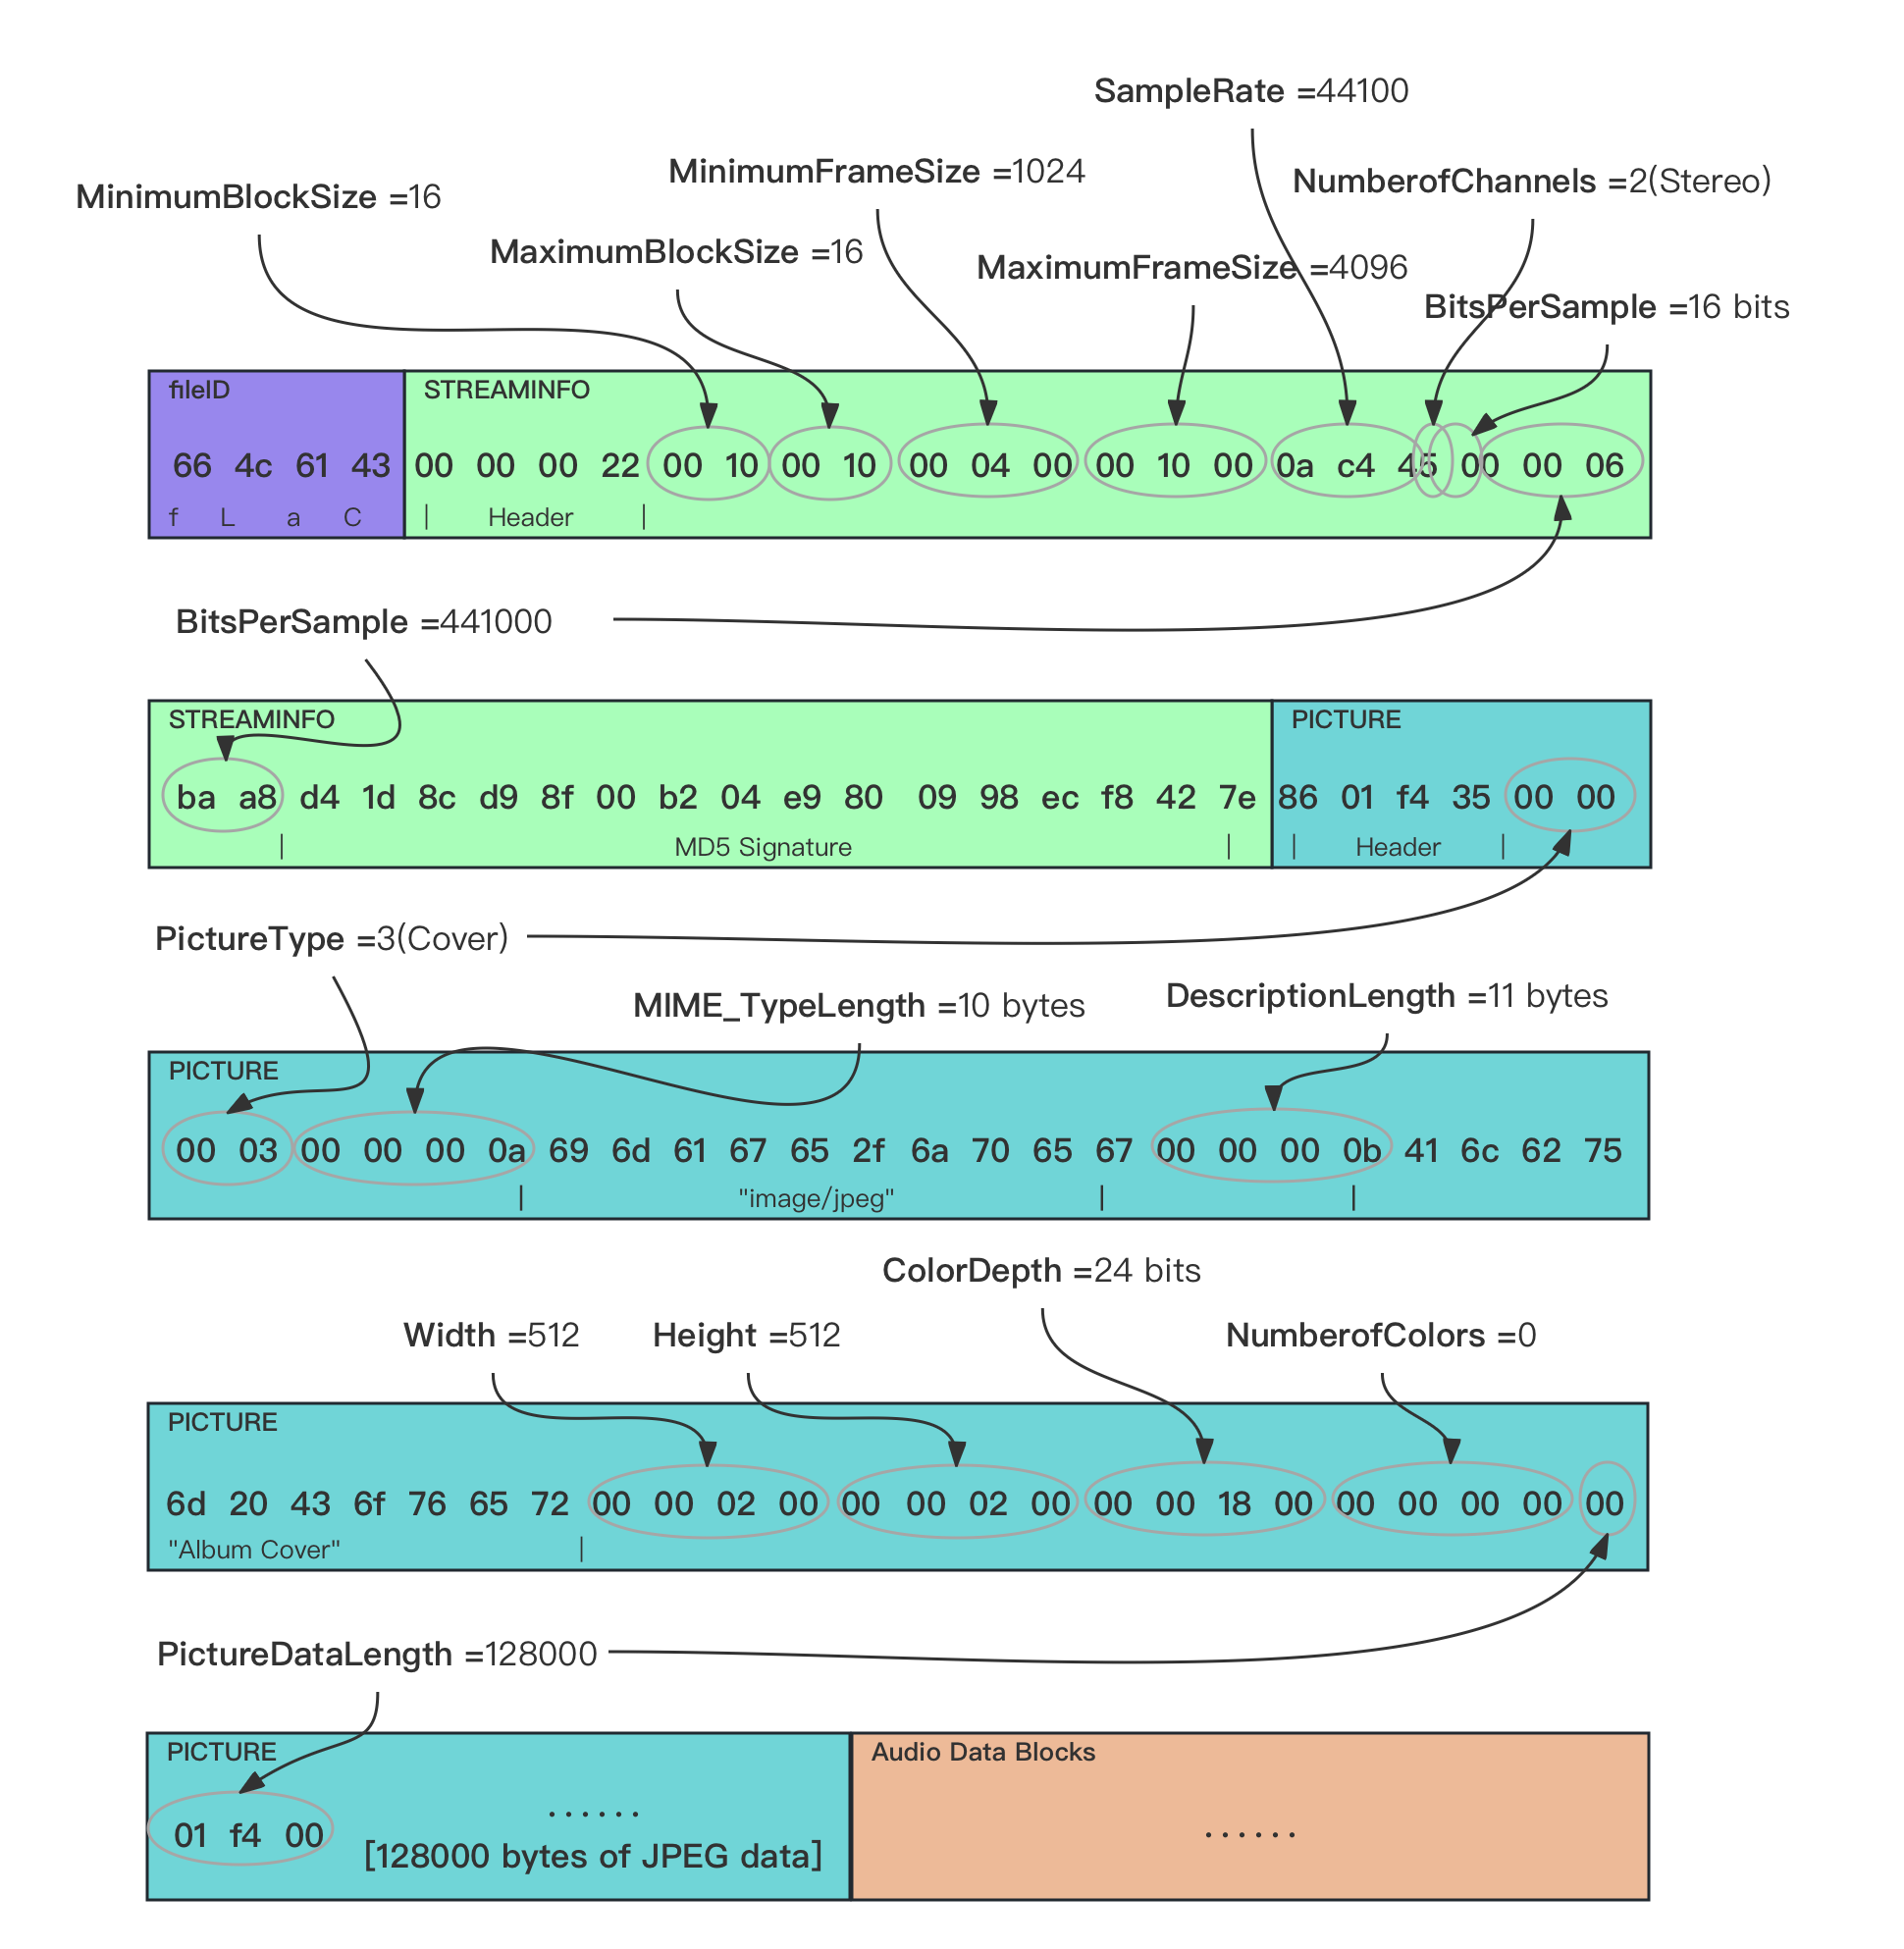 SampleRate =44100
MinimumFrameSize =1024
NumberofChannels =2(Stereo)
MinimumBlockSize =16
MaximumBlockSize =16
MaximumFrameSize =4096
BitsPerSample =16 bits
fileID
STREAMINFO
66 4c 61 43 00 00 00 22 00 10 00 10 00 04 00 00 10 00 0a c4 45 00 00 06
f L a C | Header |
BitsPerSample =441000
STREAMINFO
PICTURE
ba a8 d4 1d 8c d9 8f 00 b2 04 e9 80 09 98 ec f8 42 7e 86 01 f4 35 00 00
| MD5 Signature | | Header |
PictureType =3(Cover)
MIME_TypeLength =10 bytes
DescriptionLength =11 bytes
PICTURE
00 03 00 00 00 0a 69 6d 61 67 65 2f 6a 70 65 67 00 00 00 0b 41 6c 62 75
| "image/jpeg" | |
ColorDepth =24 bits
Width =512
Height =512
NumberofColors =0
PICTURE
6d 20 43 6f 76 65 72 00 00 02 00 00 00 02 00 00 00 18 00 00 00 00 00 00
"Album Cover" |
PictureDataLength =128000
PICTURE
Audio Data Blocks
01 f4 00
......
[128000 bytes of JPEG data]
......